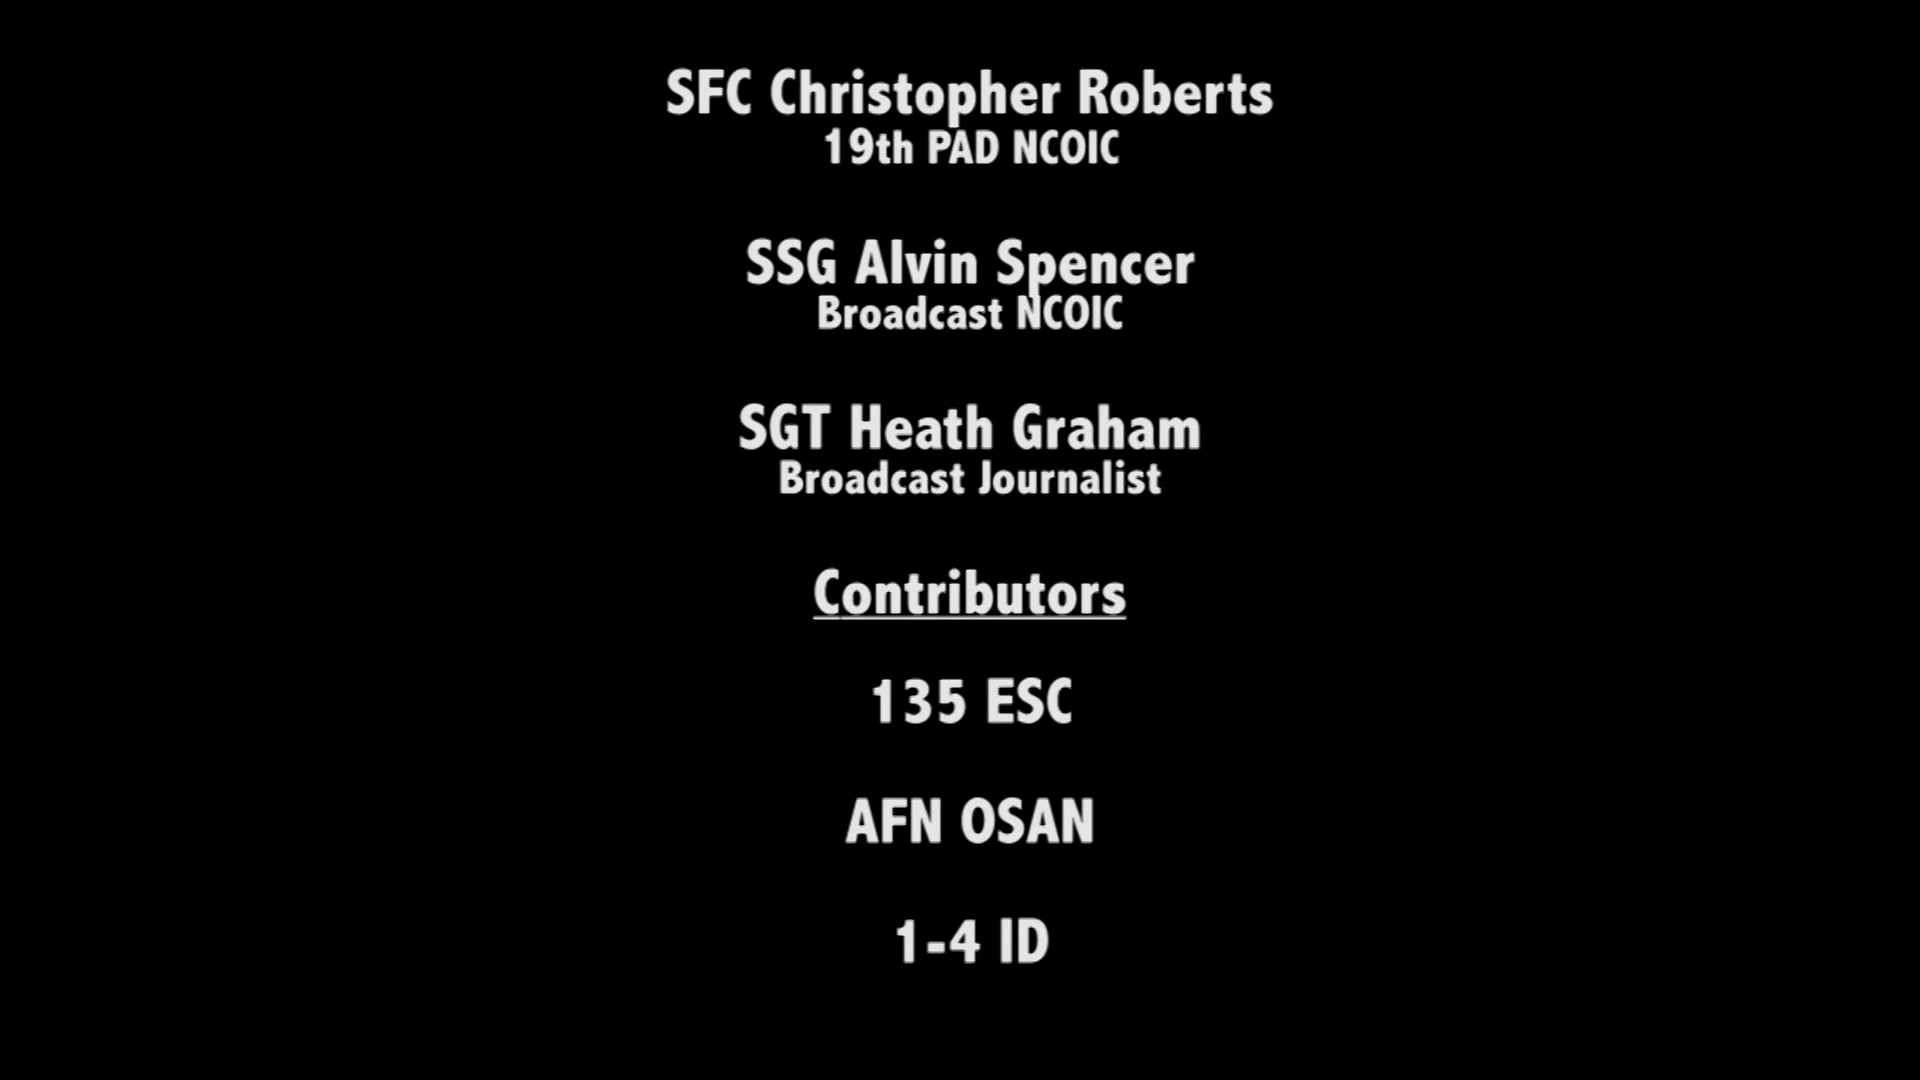 SFC Christopher Roberts
19th PAD NCOIC
SSG Alvin Spencer
Broadcast NCOIC
SGT Heath Graham
Broadcast Journalist
Contributors
135 ESC
AFN OSAN
1-4 ID